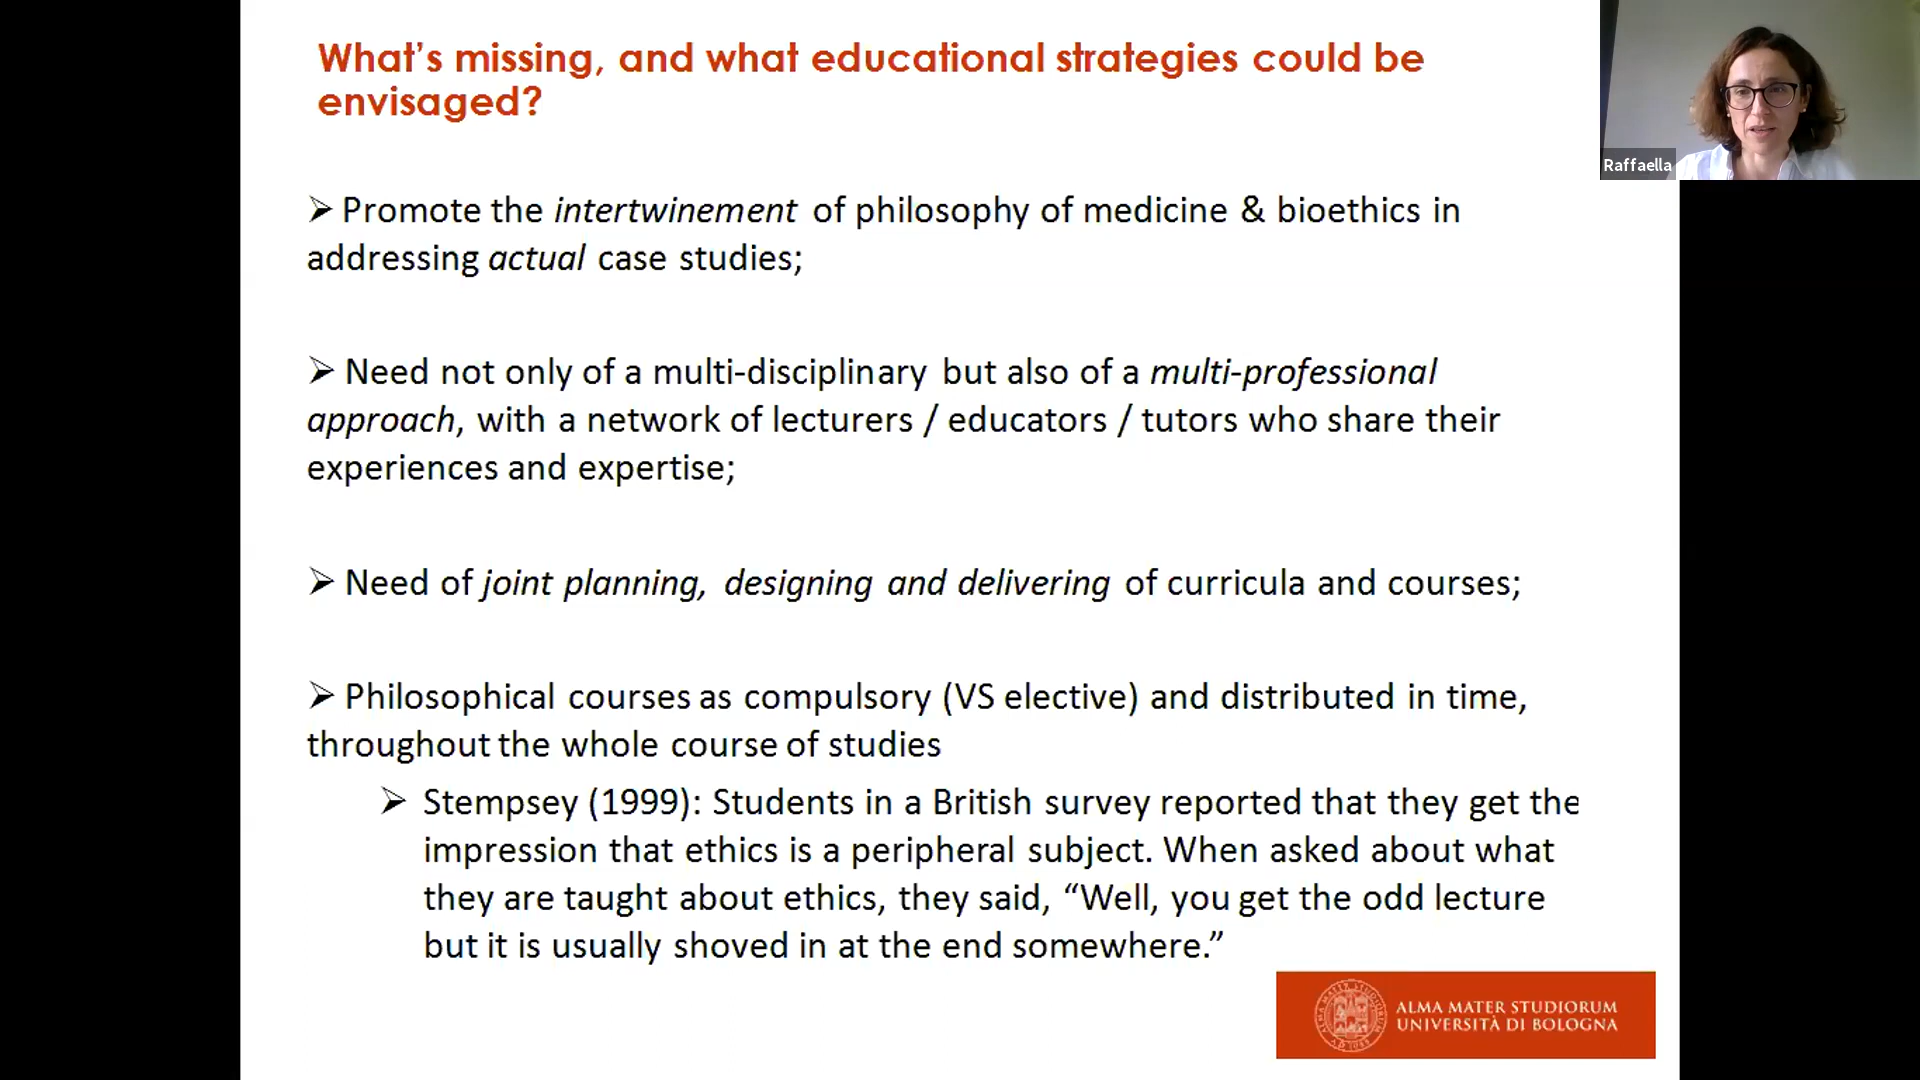 What’s missing, and what educational strategies could be
envisaged?
Raffaella
➢ Promote the intertwinement of philosophy of medicine & bioethics in
addressing actual case studies;
➢ Need not only of a multi-disciplinary but also of a multi-professional
approach, with a network of lecturers / educators / tutors who share their
experiences and expertise;
➢ Need of joint planning, designing and delivering of curricula and courses;
➢ Philosophical courses as compulsory (VS elective) and distributed in time,
throughout the whole course of studies
➢ Stempsey (1999): Students in a British survey reported that they get the
impression that ethics is a peripheral subject. When asked about what
they are taught about ethics, they said, “Well, you get the odd lecture
but it is usually shoved in at the end somewhere.”
ALMA MATER STUDIORUM
UNIVERSITÀ DI BOLOGNA